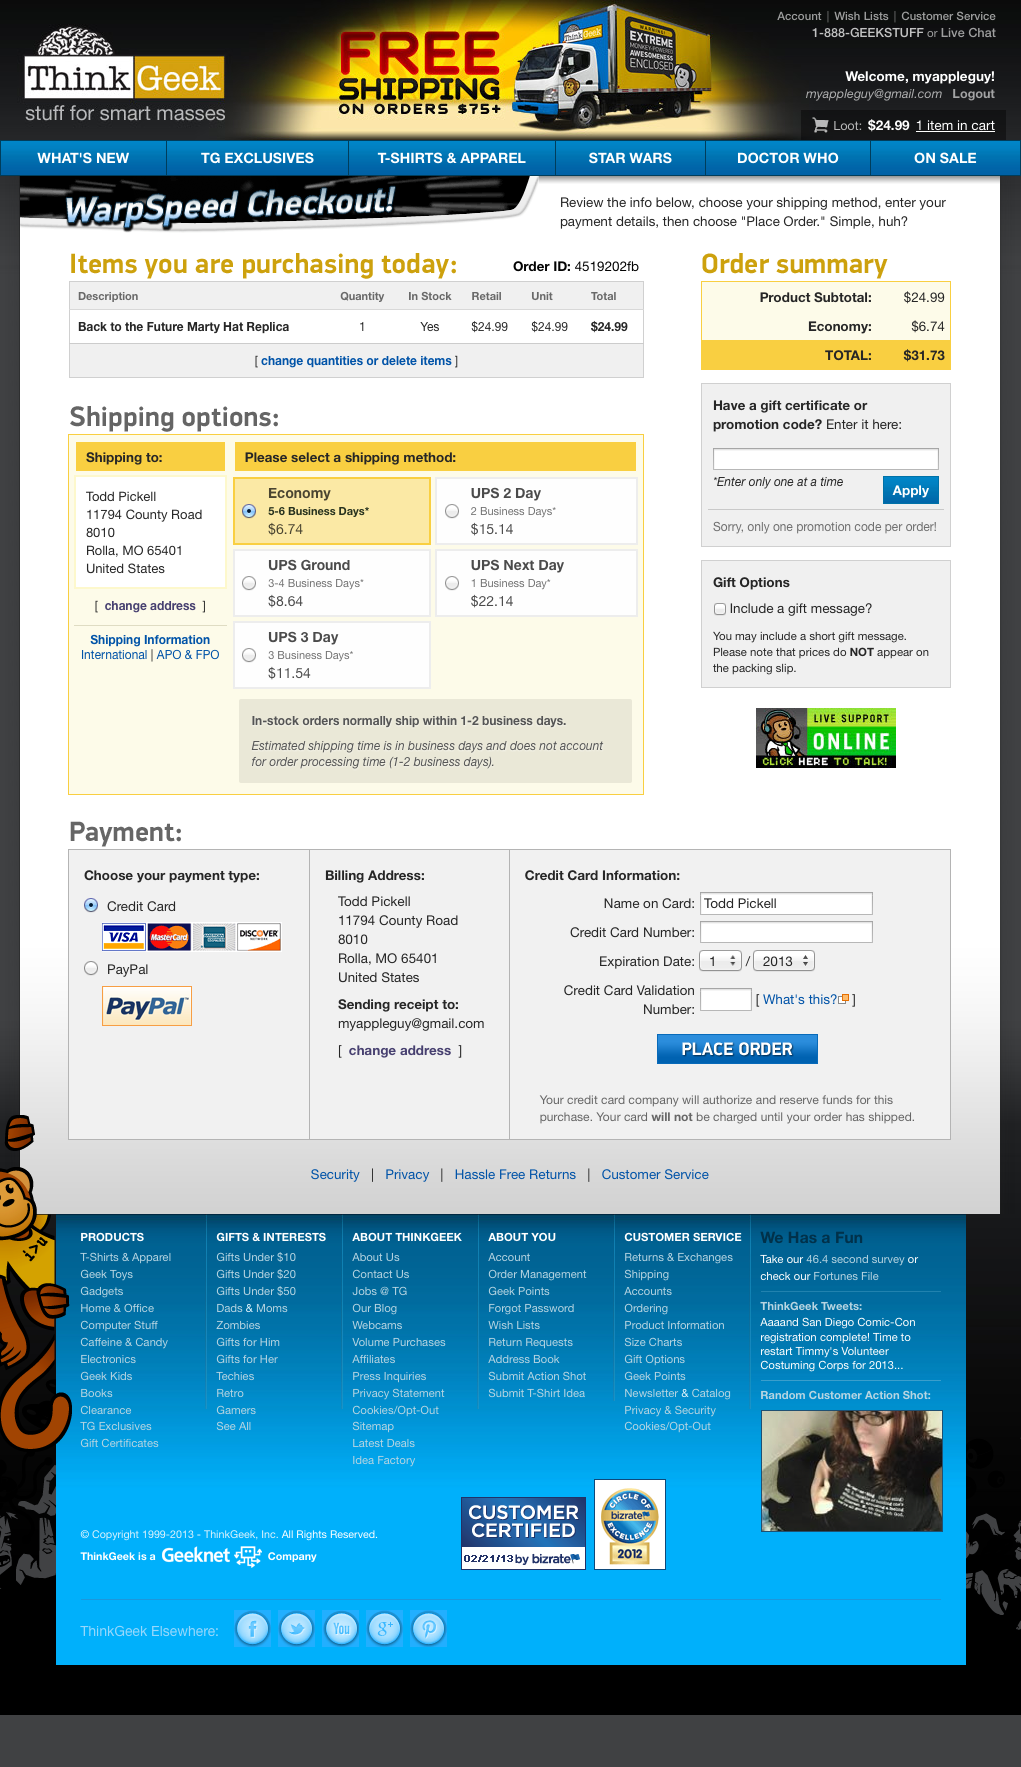 Account | Wish Lists | Customer Service
1-888-GEEKSTUFF or Live Chat
ThinkGeek
stuff for smart masses
FREE
SHIPPING
ON ORDERS $75+
ThinkGeek
WARNING!
EXTREME
MONKEY-POWERED
AWESOMENESS
ENCLOSED
Welcome, myappleguy!
myappleguy@gmail.com Logout
Loot: $24.99 1 item in cart
WHAT'S NEW
TG EXCLUSIVES
T-SHIRTS & APPAREL
STAR WARS
DOCTOR WHO
ON SALE
WarpSpeed Checkout!
Review the info below, choose your shipping method, enter your
payment details, then choose "Place Order." Simple, huh?
Items you are purchasing today:
Order ID: 4519202fb
Description Quantity In Stock Retail Unit Total
Back to the Future Marty Hat Replica 1 Yes $24.99 $24.99 $24.99
[ change quantities or delete items ]
Order summary
Product Subtotal: $24.99
Economy: $6.74
TOTAL: $31.73
Have a gift certificate or
promotion code? Enter it here:
*Enter only one at a time
Apply
Sorry, only one promotion code per order!
Gift Options
Include a gift message?
You may include a short gift message.
Please note that prices do NOT appear on
the packing slip.
LIVE SUPPORT
ONLINE
CLICK HERE TO TALK!
Shipping options:
Shipping to:
Todd Pickell
11794 County Road
8010
Rolla, MO 65401
United States
[ change address ]
Shipping Information
International | APO & FPO
Please select a shipping method:
Economy
5-6 Business Days*
$6.74
UPS 2 Day
2 Business Days*
$15.14
UPS Ground
3-4 Business Days*
$8.64
UPS Next Day
1 Business Day*
$22.14
UPS 3 Day
3 Business Days*
$11.54
In-stock orders normally ship within 1-2 business days.
Estimated shipping time is in business days and does not account
for order processing time (1-2 business days).
Payment:
Choose your payment type:
Credit Card
VISA MasterCard AMERICAN EXPRESS DISCOVER NETWORK
PayPal
PayPal
Billing Address:
Todd Pickell
11794 County Road
8010
Rolla, MO 65401
United States
Sending receipt to:
myappleguy@gmail.com
[ change address ]
Credit Card Information:
Name on Card: Todd Pickell
Credit Card Number:
Expiration Date: 1 / 2013
Credit Card Validation
Number:
[ What's this? ]
PLACE ORDER
Your credit card company will authorize and reserve funds for this
purchase. Your card will not be charged until your order has shipped.
Security | Privacy | Hassle Free Returns | Customer Service
PRODUCTS
T-Shirts & Apparel
Geek Toys
Gadgets
Home & Office
Computer Stuff
Caffeine & Candy
Electronics
Geek Kids
Books
Clearance
TG Exclusives
Gift Certificates
GIFTS & INTERESTS
Gifts Under $10
Gifts Under $20
Gifts Under $50
Dads & Moms
Zombies
Gifts for Him
Gifts for Her
Techies
Retro
Gamers
See All
ABOUT THINKGEEK
About Us
Contact Us
Jobs @ TG
Our Blog
Webcams
Volume Purchases
Affiliates
Press Inquiries
Privacy Statement
Cookies/Opt-Out
Sitemap
Latest Deals
Idea Factory
ABOUT YOU
Account
Order Management
Geek Points
Forgot Password
Wish Lists
Return Requests
Address Book
Submit Action Shot
Submit T-Shirt Idea
CUSTOMER SERVICE
Returns & Exchanges
Shipping
Accounts
Ordering
Product Information
Size Charts
Gift Options
Geek Points
Newsletter & Catalog
Privacy & Security
Cookies/Opt-Out
We Has a Fun
Take our 46.4 second survey or
check our Fortunes File
ThinkGeek Tweets:
Aaaand San Diego Comic-Con
registration complete! Time to
restart Timmy's Volunteer
Costuming Corps for 2013...
Random Customer Action Shot:
© Copyright 1999-2013 - ThinkGeek, Inc. All Rights Reserved.
ThinkGeek is a Geeknet Company
CUSTOMER
CERTIFIED
02/21/13 by bizrate
CIRCLE OF
bizrate
EXCELLENCE
2012
ThinkGeek Elsewhere:
f
You
g+